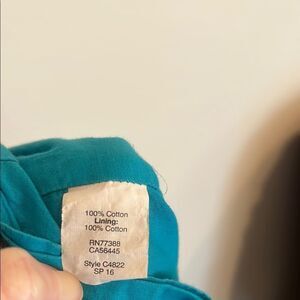 100% Cotton
Lining:
100% Cotton
RN77388
CA56445
Style C4822
SP 16